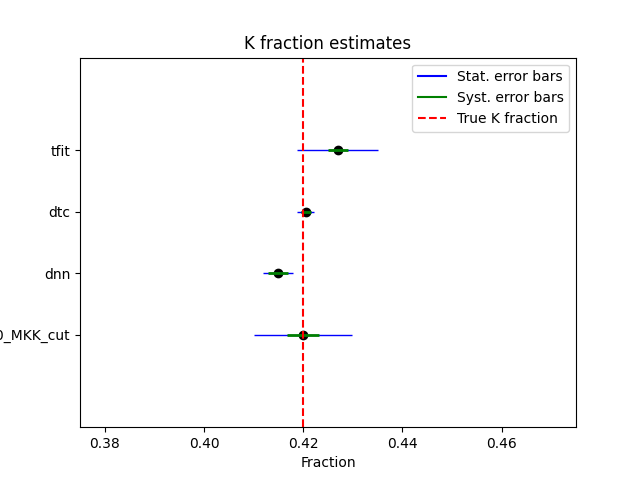 K fraction estimates
Stat. error bars
Syst. error bars
True K fraction
tfit
dtc
dnn
0_MKK_cut
0.38 0.40 0.42 0.44 0.46
Fraction